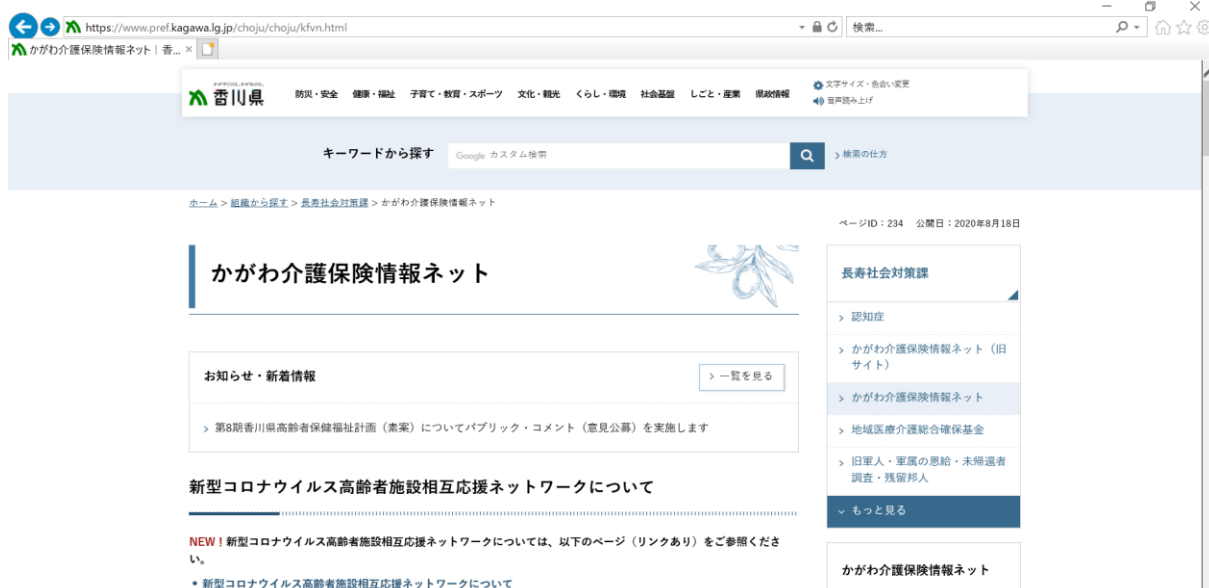 https://www.pref.kagawa.lg.jp/choju/choju/kfvn.html
検索...
かがわ介護保険情報ネット | 香...
香川県
防災・安全 健康・福祉 子育て・教育・スポーツ 文化・観光 くらし・環境 社会基盤 しごと・産業 県政情報
文字サイズ・色合い変更
音声読み上げ
キーワードから探す
Google カスタム検索
検索の仕方
ホーム > 組織から探す > 長寿社会対策課 > かがわ介護保険情報ネット
ページID：234 公開日：2020年8月18日
かがわ介護保険情報ネット
お知らせ・新着情報
一覧を見る
第8期香川県高齢者保健福祉計画（素案）についてパブリック・コメント（意見公募）を実施します
新型コロナウイルス高齢者施設相互応援ネットワークについて
NEW！新型コロナウイルス高齢者施設相互応援ネットワークについては、以下のページ（リンクあり）をご参照くださ
い。
• 新型コロナウイルス高齢者施設相互応援ネットワークについて
長寿社会対策課
認知症
かがわ介護保険情報ネット（旧
サイト）
かがわ介護保険情報ネット
地域医療介護総合確保基金
旧軍人・軍属の恩給・未帰還者
調査・残留邦人
もっと見る
かがわ介護保険情報ネット